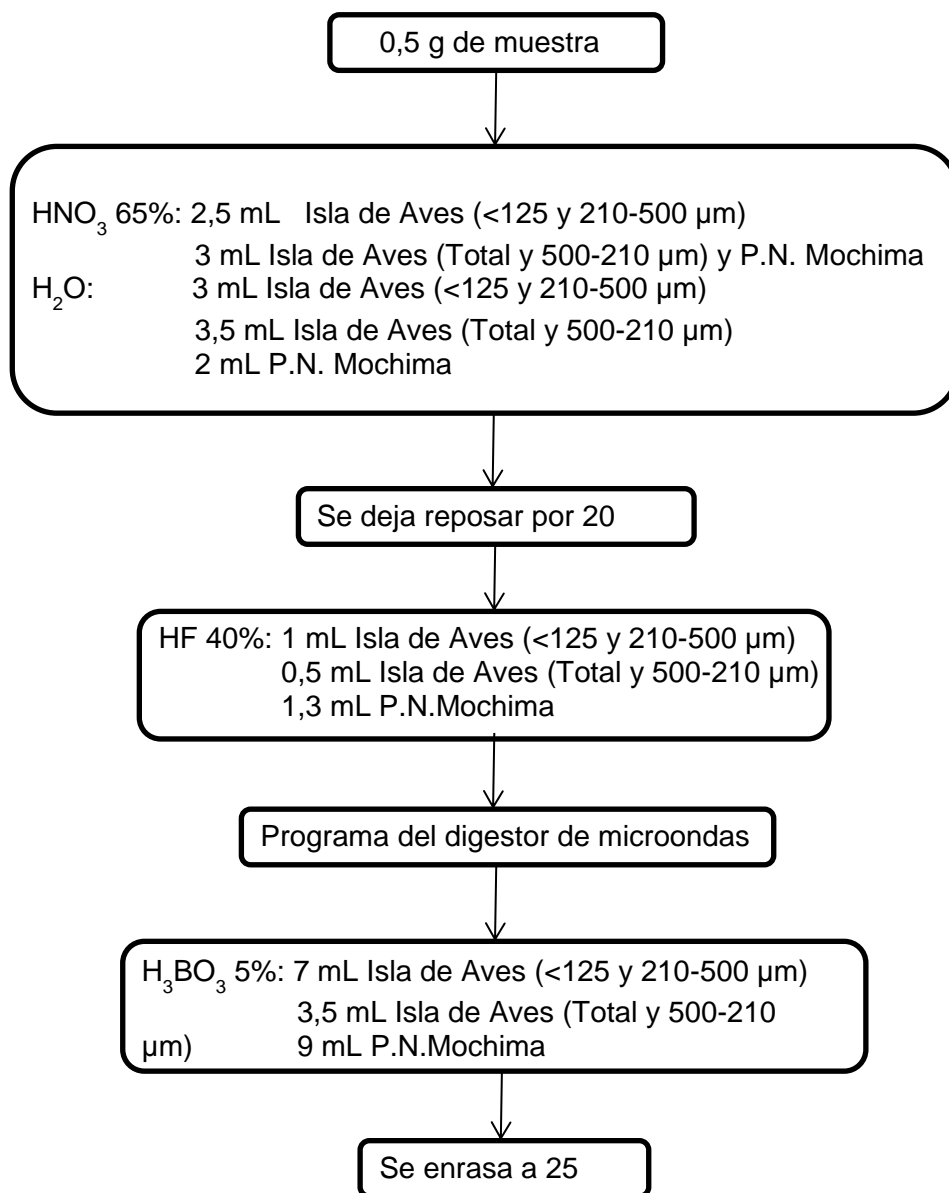 0,5 g de muestra
HNO₃ 65%: 2,5 mL Isla de Aves (<125 y 210-500 µm)
3 mL Isla de Aves (Total y 500-210 µm) y P.N. Mochima
H₂O: 3 mL Isla de Aves (<125 y 210-500 µm)
3,5 mL Isla de Aves (Total y 500-210 µm)
2 mL P.N. Mochima
Se deja reposar por 20
HF 40%: 1 mL Isla de Aves (<125 y 210-500 µm)
0,5 mL Isla de Aves (Total y 500-210 µm)
1,3 mL P.N.Mochima
Programa del digestor de microondas
H₃BO₃ 5%: 7 mL Isla de Aves (<125 y 210-500 µm)
3,5 mL Isla de Aves (Total y 500-210
µm) 9 mL P.N.Mochima
Se enrasa a 25